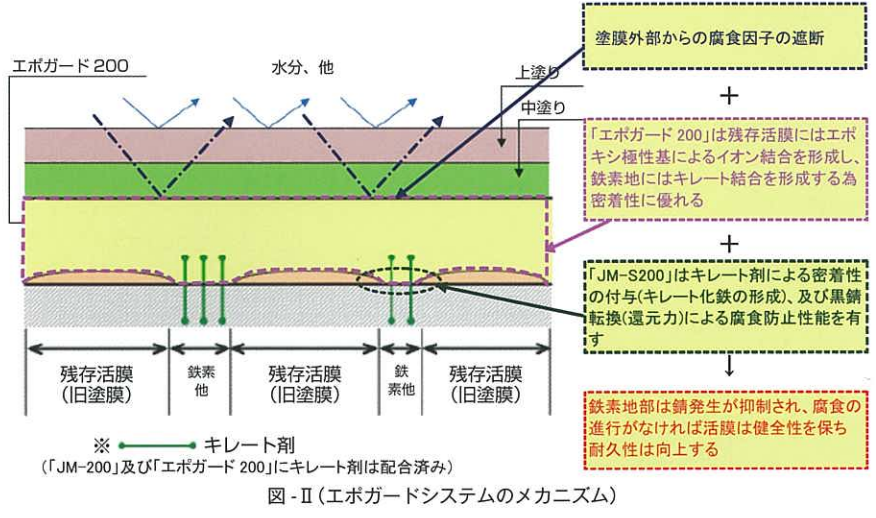 塗膜外部からの腐食因子の遮断
エポガード200
水分、他
上塗り
中塗り
+
「エポガード200」は残存活膜にはエポ
キシ極性基によるイオン結合を形成し、
鉄素地にはキレート結合を形成する為
密着性に優れる
+
「JM-S200」はキレート剤による密着性
の付与(キレート化鉄の形成)、及び黒錆
転換(還元力)による腐食防止性能を有
す
↓
鉄素地部は錆発生が抑制され、腐食の
進行がなければ活膜は健全性を保ち
耐久性は向上する
残存活膜
(旧塗膜)
鉄素
他
残存活膜
(旧塗膜)
鉄
素他
残存活膜
(旧塗膜)
※ キレート剤
(「JM-200」及び「エポガード200」にキレート剤は配合済み)
図-Ⅱ(エポガードシステムのメカニズム)